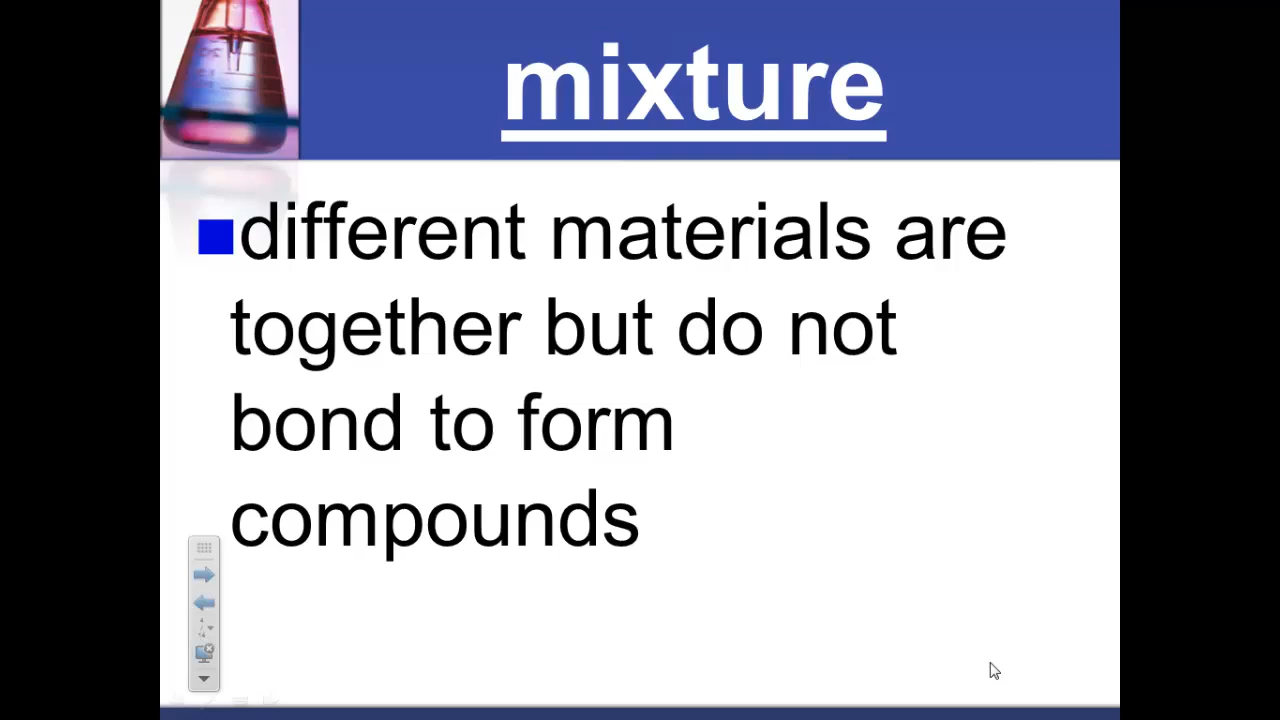 mixture
different materials are
together but do not
bond to form
compounds